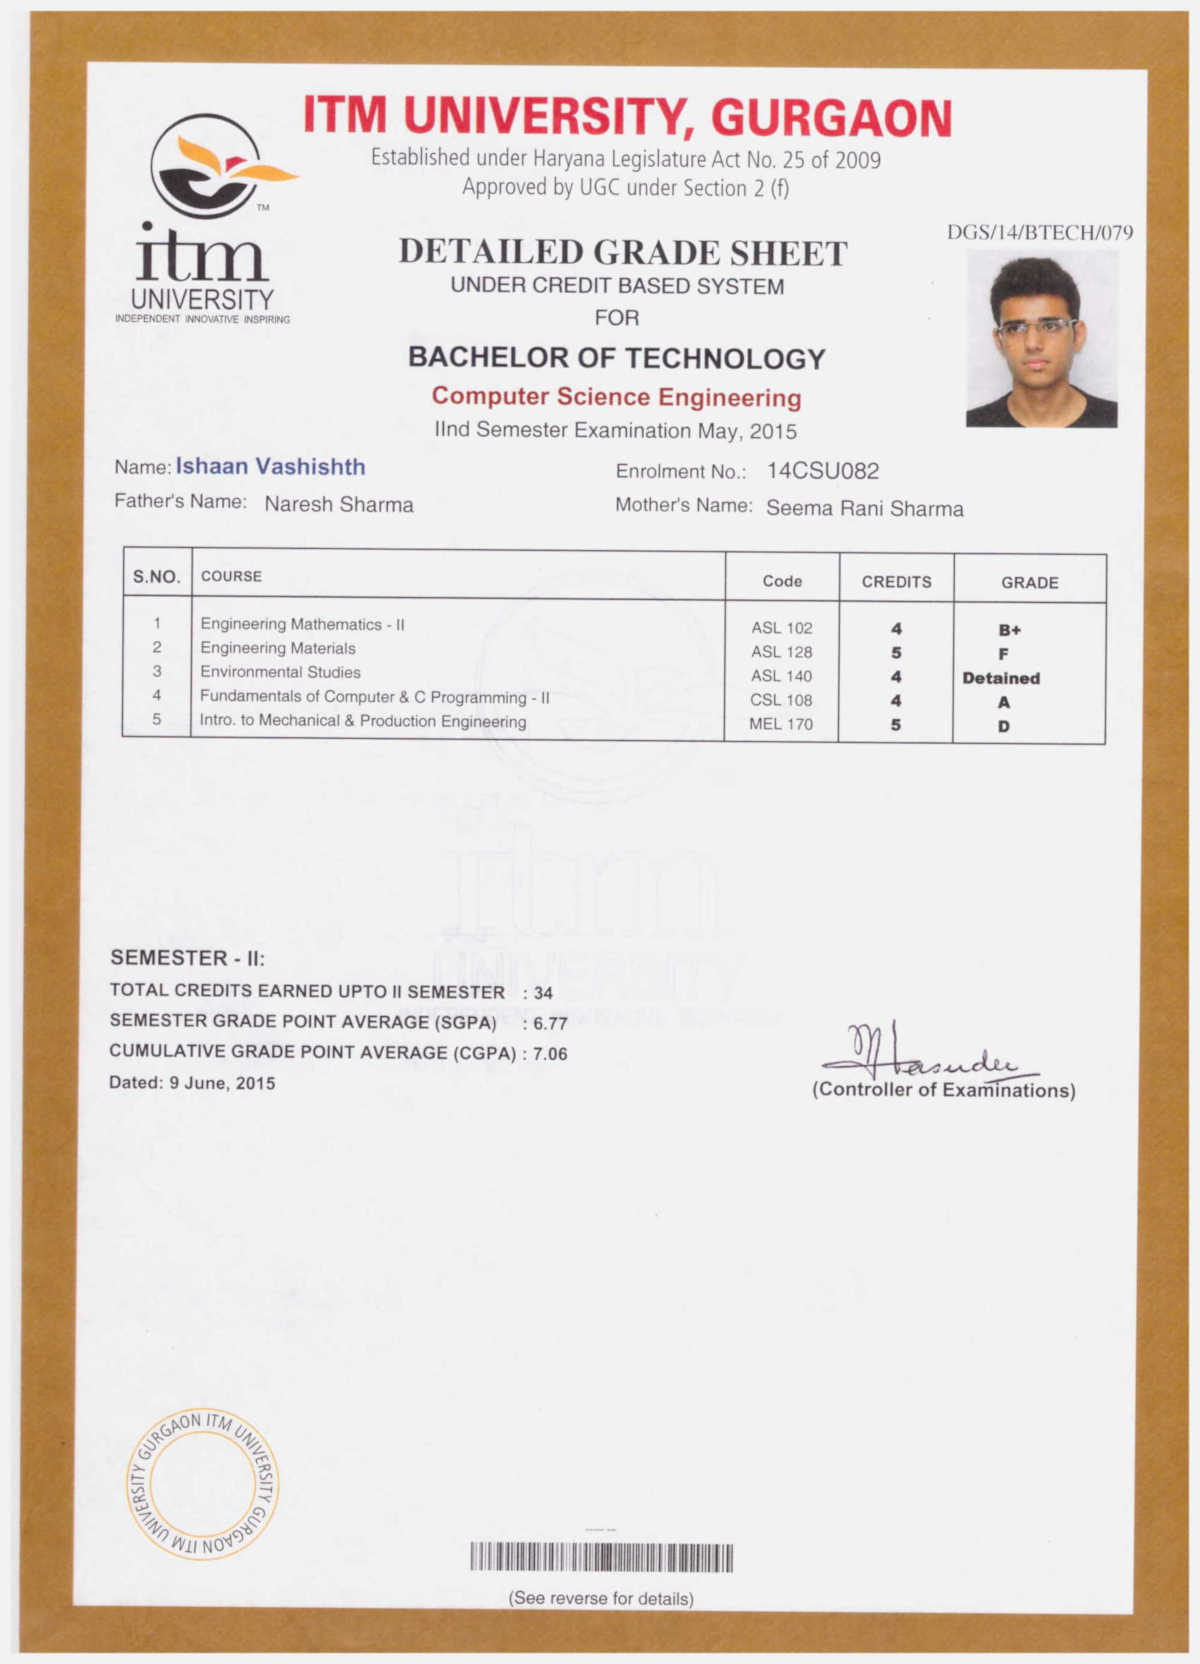 ITM UNIVERSITY, GURGAON
Established under Haryana Legislature Act No. 25 of 2009
Approved by UGC under Section 2 (f)
TM
itm
UNIVERSITY
INDEPENDENT INNOVATIVE INSPIRING
DGS/14/BTECH/079
DETAILED GRADE SHEET
UNDER CREDIT BASED SYSTEM
FOR
BACHELOR OF TECHNOLOGY
Computer Science Engineering
IInd Semester Examination May, 2015
Name: Ishaan Vashishth Enrolment No.: 14CSU082
Father's Name: Naresh Sharma Mother's Name: Seema Rani Sharma
S.NO. COURSE Code CREDITS GRADE
1 Engineering Mathematics - II ASL 102 4 B+
2 Engineering Materials ASL 128 5 F
3 Environmental Studies ASL 140 4 Detained
4 Fundamentals of Computer & C Programming - II CSL 108 4 A
5 Intro. to Mechanical & Production Engineering MEL 170 5 D
itm
UNIVERSITY
SEMESTER - II:
TOTAL CREDITS EARNED UPTO II SEMESTER : 34
SEMESTER GRADE POINT AVERAGE (SGPA) : 6.77
CUMULATIVE GRADE POINT AVERAGE (CGPA) : 7.06
Dated: 9 June, 2015
(Controller of Examinations)
ITM UNIVERSITY GURGAON ITM UNIVERSITY GURGAON
(See reverse for details)